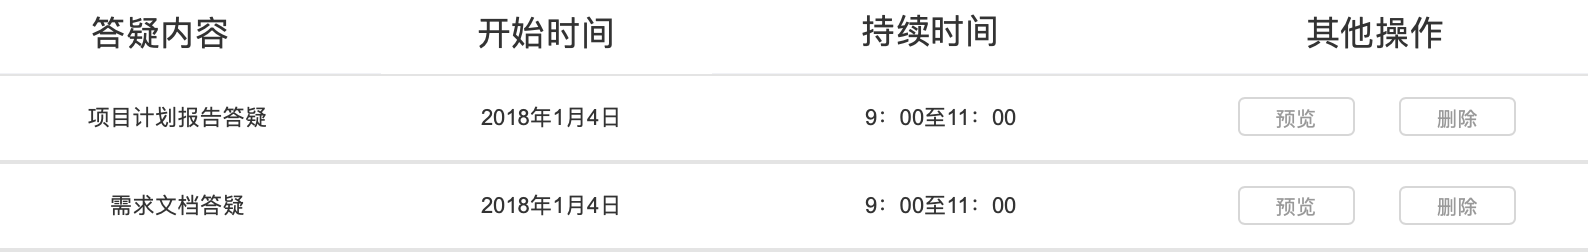 答疑内容 开始时间 持续时间 其他操作
项目计划报告答疑 2018年1月4日 9：00至11：00 预览 删除
需求文档答疑 2018年1月4日 9：00至11：00 预览 删除